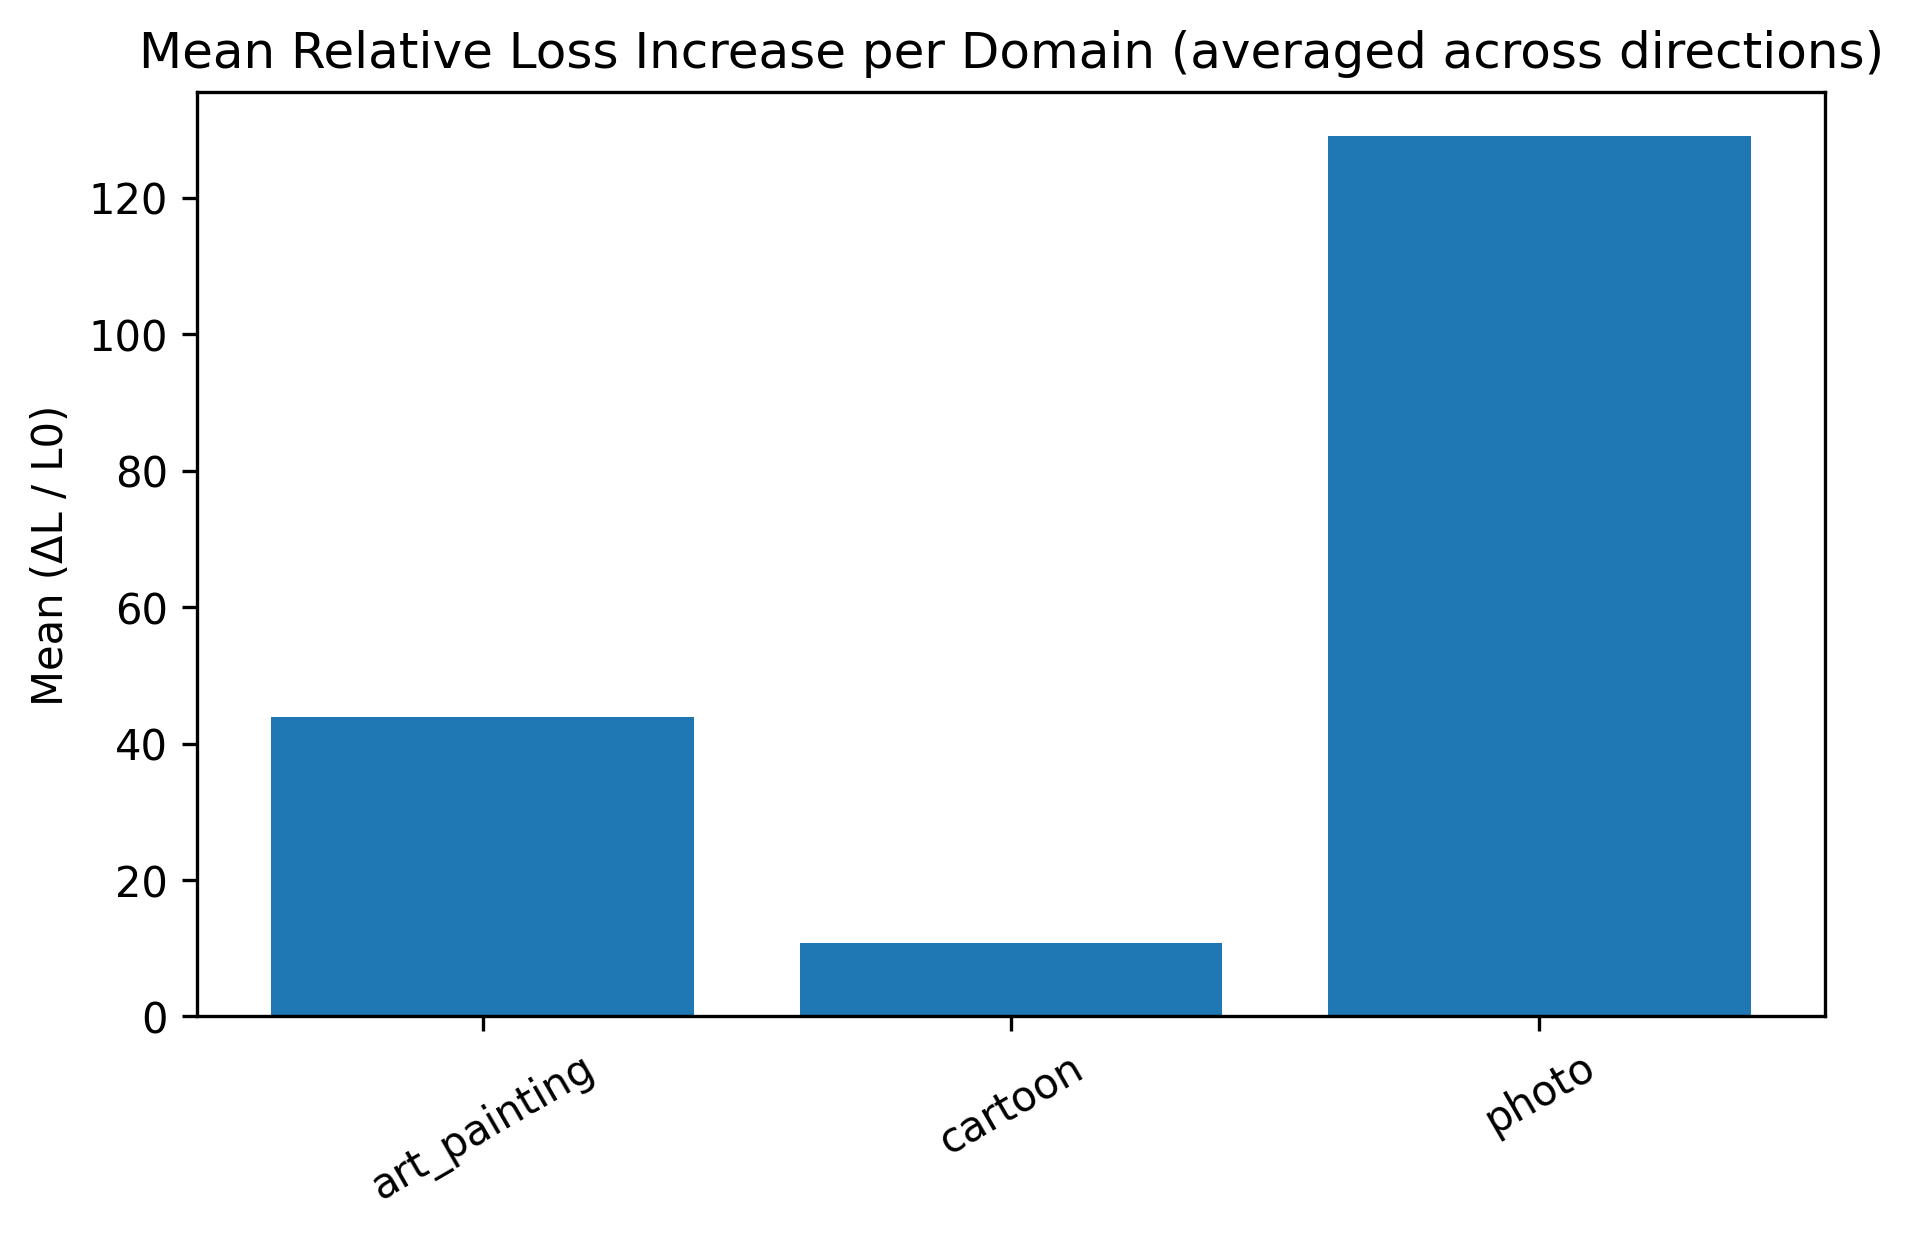 Mean Relative Loss Increase per Domain (averaged across directions)
Mean (ΔL / L0)
120
100
80
60
40
20
0
art_painting
cartoon
photo